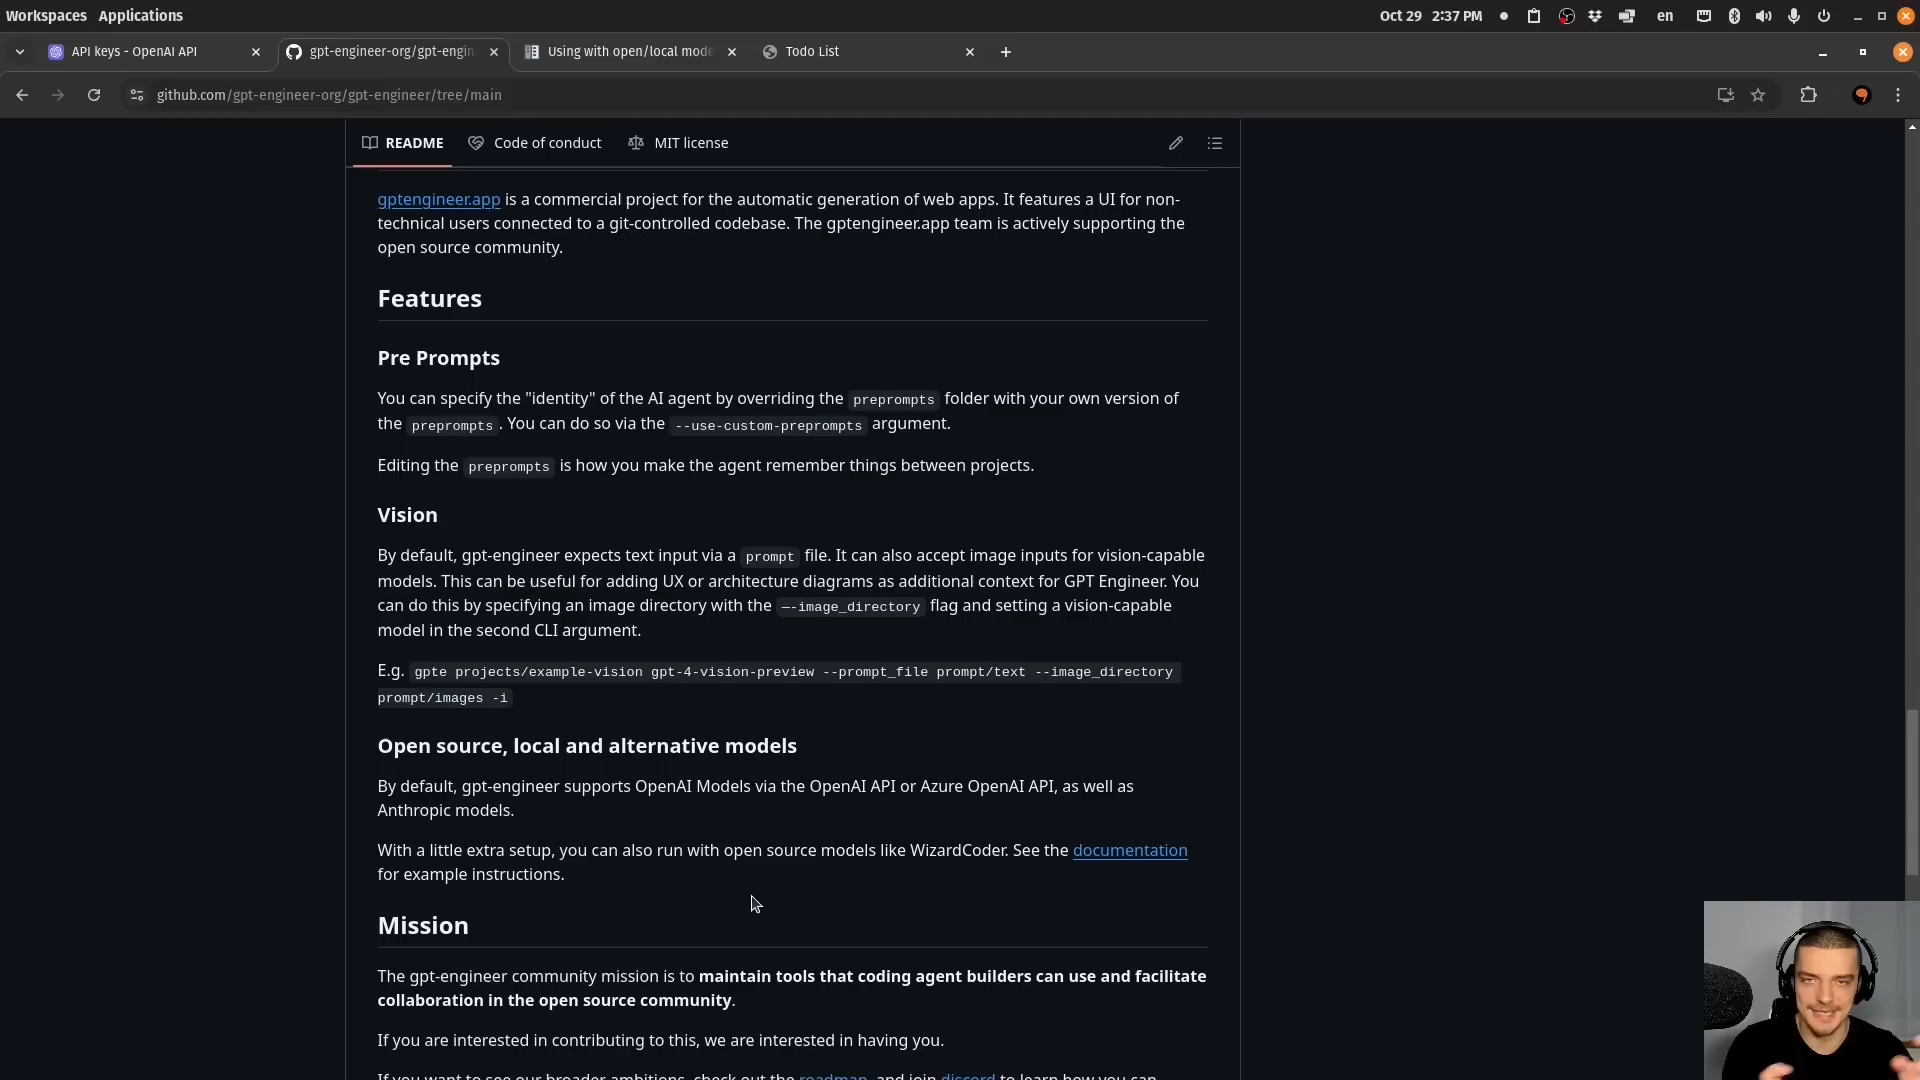 Workspaces Applications Oct 29 2:37 PM en
API keys - OpenAI API gpt-engineer-org/gpt-engin Using with open/local mode Todo List
github.com/gpt-engineer-org/gpt-engineer/tree/main
README Code of conduct MIT license
gptengineer.app is a commercial project for the automatic generation of web apps. It features a UI for non-
technical users connected to a git-controlled codebase. The gptengineer.app team is actively supporting the
open source community.
Features
Pre Prompts
You can specify the "identity" of the AI agent by overriding the preprompts folder with your own version of
the preprompts. You can do so via the --use-custom-preprompts argument.
Editing the preprompts is how you make the agent remember things between projects.
Vision
By default, gpt-engineer expects text input via a prompt file. It can also accept image inputs for vision-capable
models. This can be useful for adding UX or architecture diagrams as additional context for GPT Engineer. You
can do this by specifying an image directory with the —-image_directory flag and setting a vision-capable
model in the second CLI argument.
E.g. gpte projects/example-vision gpt-4-vision-preview --prompt_file prompt/text --image_directory
prompt/images -i
Open source, local and alternative models
By default, gpt-engineer supports OpenAI Models via the OpenAI API or Azure OpenAI API, as well as
Anthropic models.
With a little extra setup, you can also run with open source models like WizardCoder. See the documentation
for example instructions.
Mission
The gpt-engineer community mission is to maintain tools that coding agent builders can use and facilitate
collaboration in the open source community.
If you are interested in contributing to this, we are interested in having you.
If you want to see our broader ambitions, check out the roadmap, and join discord to learn how you can